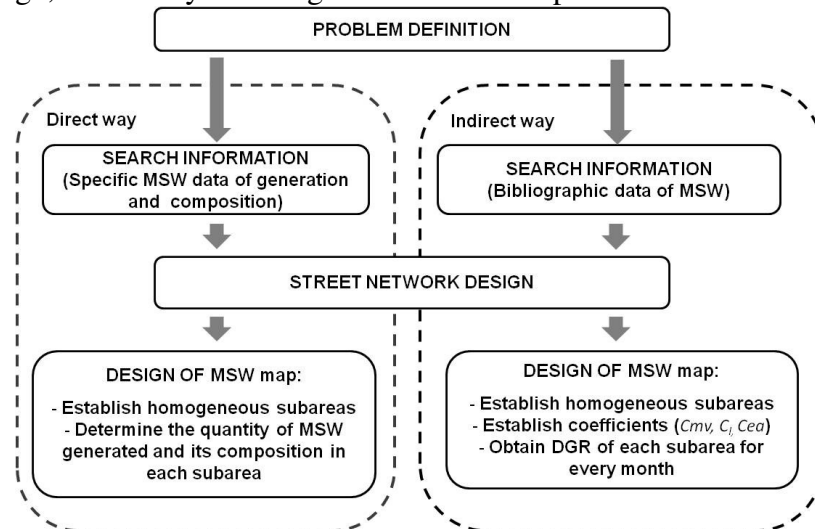 PROBLEM DEFINITION
Direct way
SEARCH INFORMATION
(Specific MSW data of generation
and composition)
Indirect way
SEARCH INFORMATION
(Bibliographic data of MSW)
STREET NETWORK DESIGN
DESIGN OF MSW map:
- Establish homogeneous subareas
- Determine the quantity of MSW
generated and its composition in
each subarea
DESIGN OF MSW map:
- Establish homogeneous subareas
- Establish coefficients (Cmv, Cl, Cea)
- Obtain DGR of each subarea for
every month